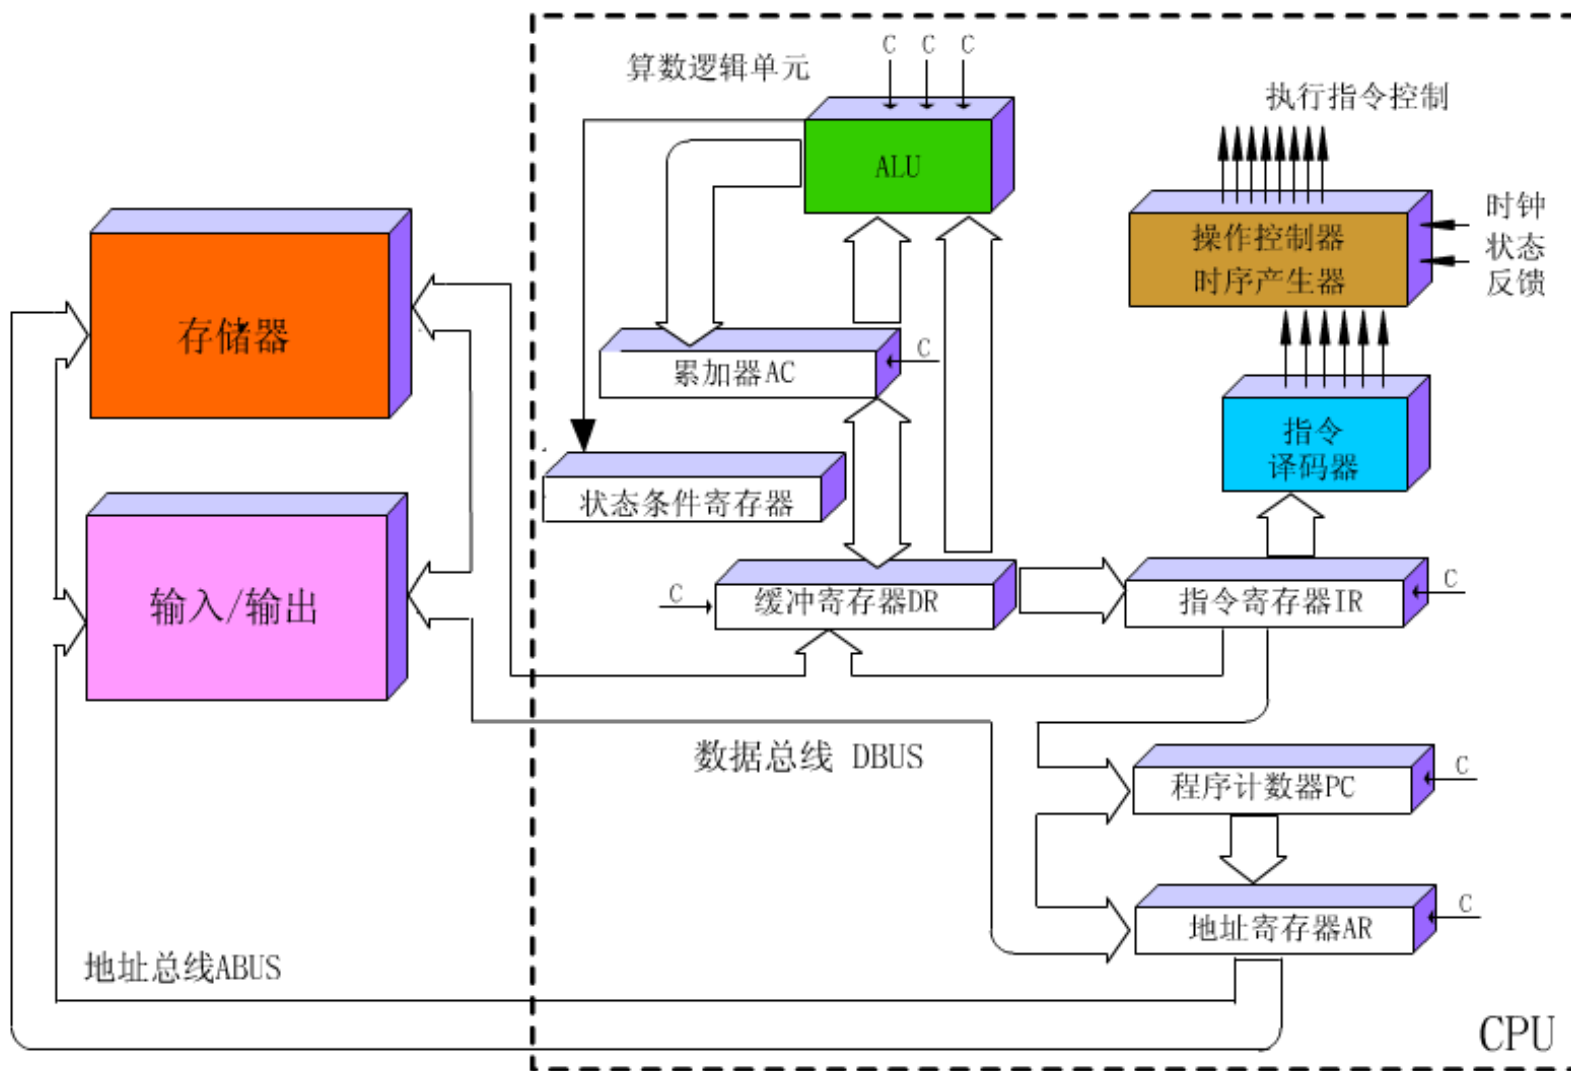 C C C
算数逻辑单元
执行指令控制
ALU
时钟
操作控制器
状态
时序产生器
反馈
存储器
C
累加器AC
指令
译码器
状态条件寄存器
C
C
输入/输出
缓冲寄存器DR
指令寄存器IR
数据总线 DBUS
C
程序计数器PC
C
地址寄存器AR
地址总线ABUS
CPU